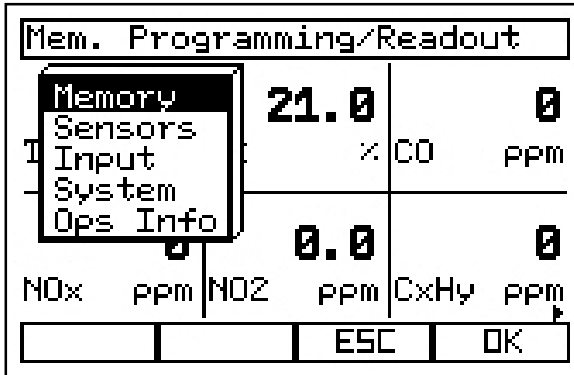 Mem. Programming/Readout
Memory
Sensors
Input
System
Ops Info
21.0 0
% CO ppm
0 0.0 0
NOx ppm NO2 ppm CxHy ppm
ESC OK